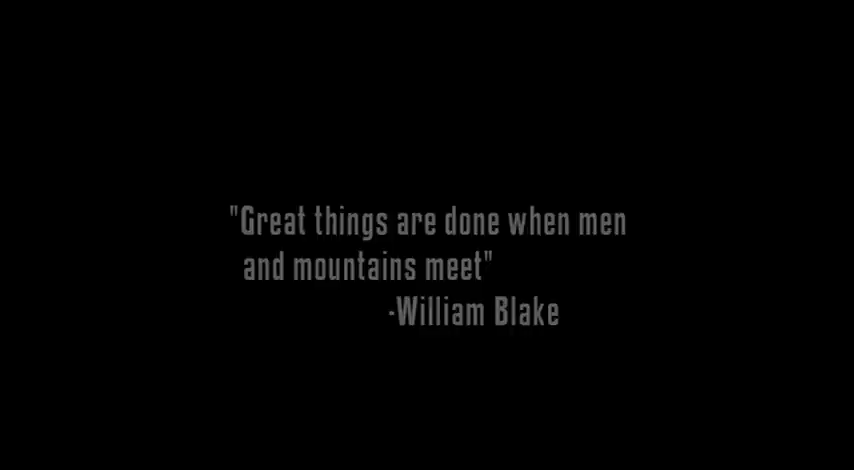 "Great things are done when men
and mountains meet"
-William Blake